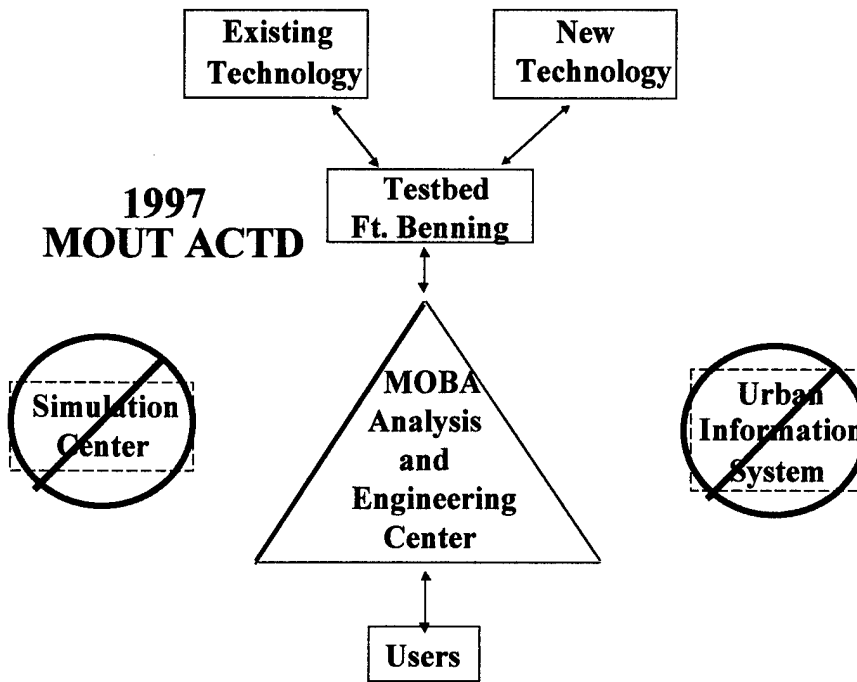 Existing
Technology
New
Technology
Testbed
Ft. Benning
1997
MOUT ACTD
Simulation
Center
MOBA
Analysis
and
Engineering
Center
Urban
Information
System
Users